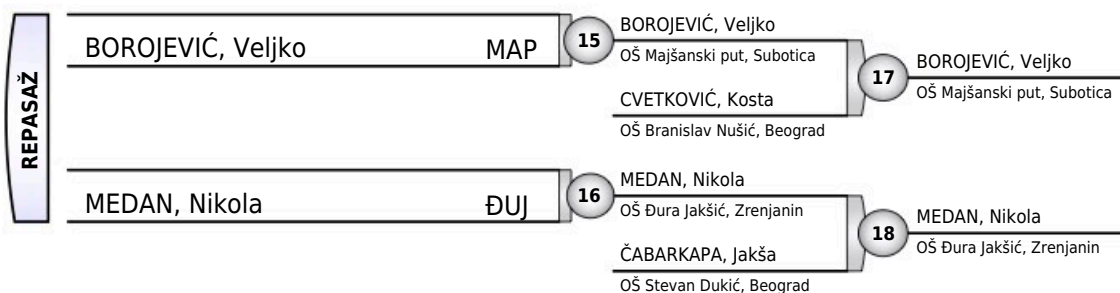 REPASAŽ
BOROJEVIĆ, Veljko MAP
15
BOROJEVIĆ, Veljko
OŠ Majšanski put, Subotica
CVETKOVIĆ, Kosta
OŠ Branislav Nušić, Beograd
17
BOROJEVIĆ, Veljko
OŠ Majšanski put, Subotica
MEDAN, Nikola ĐUJ
16
MEDAN, Nikola
OŠ Đura Jakšić, Zrenjanin
ČABARKAPA, Jakša
OŠ Stevan Dukić, Beograd
18
MEDAN, Nikola
OŠ Đura Jakšić, Zrenjanin